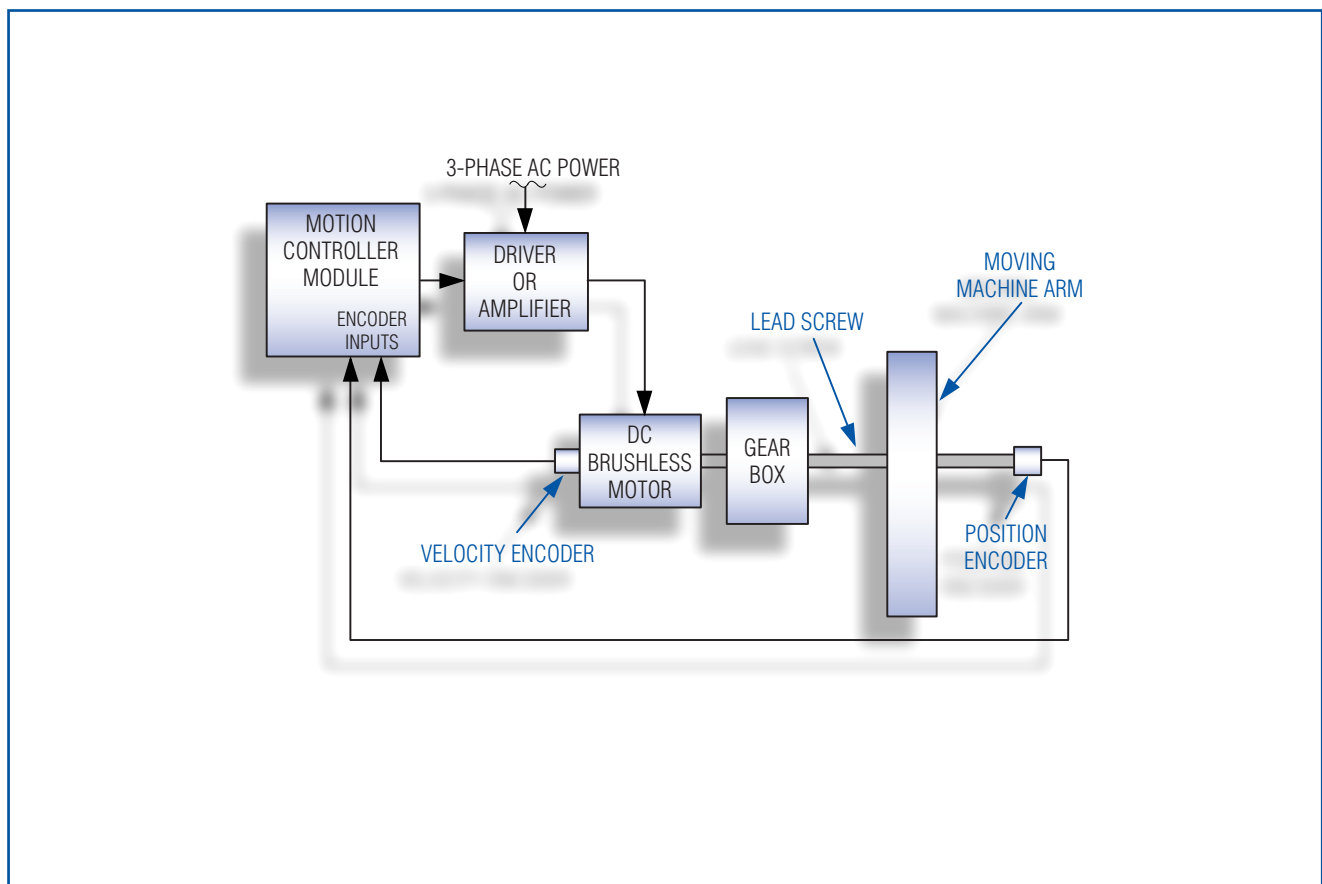 3-PHASE AC POWER
MOTION
CONTROLLER
MODULE
ENCODER
INPUTS
DRIVER
OR
AMPLIFIER
MOVING
MACHINE ARM
LEAD SCREW
DC
BRUSHLESS
MOTOR
GEAR
BOX
VELOCITY ENCODER
POSITION
ENCODER